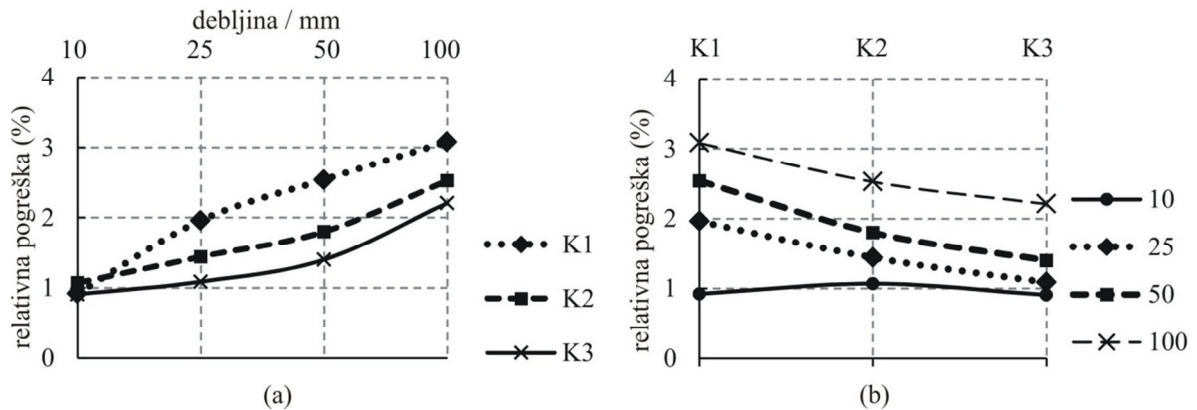 debljina / mm
10 25 50 100
4
3
2
1
0
relativna pogreška (%)
K1
K2
K3
(a)
K1 K2 K3
4
3
2
1
0
relativna pogreška (%)
10
25
50
100
(b)